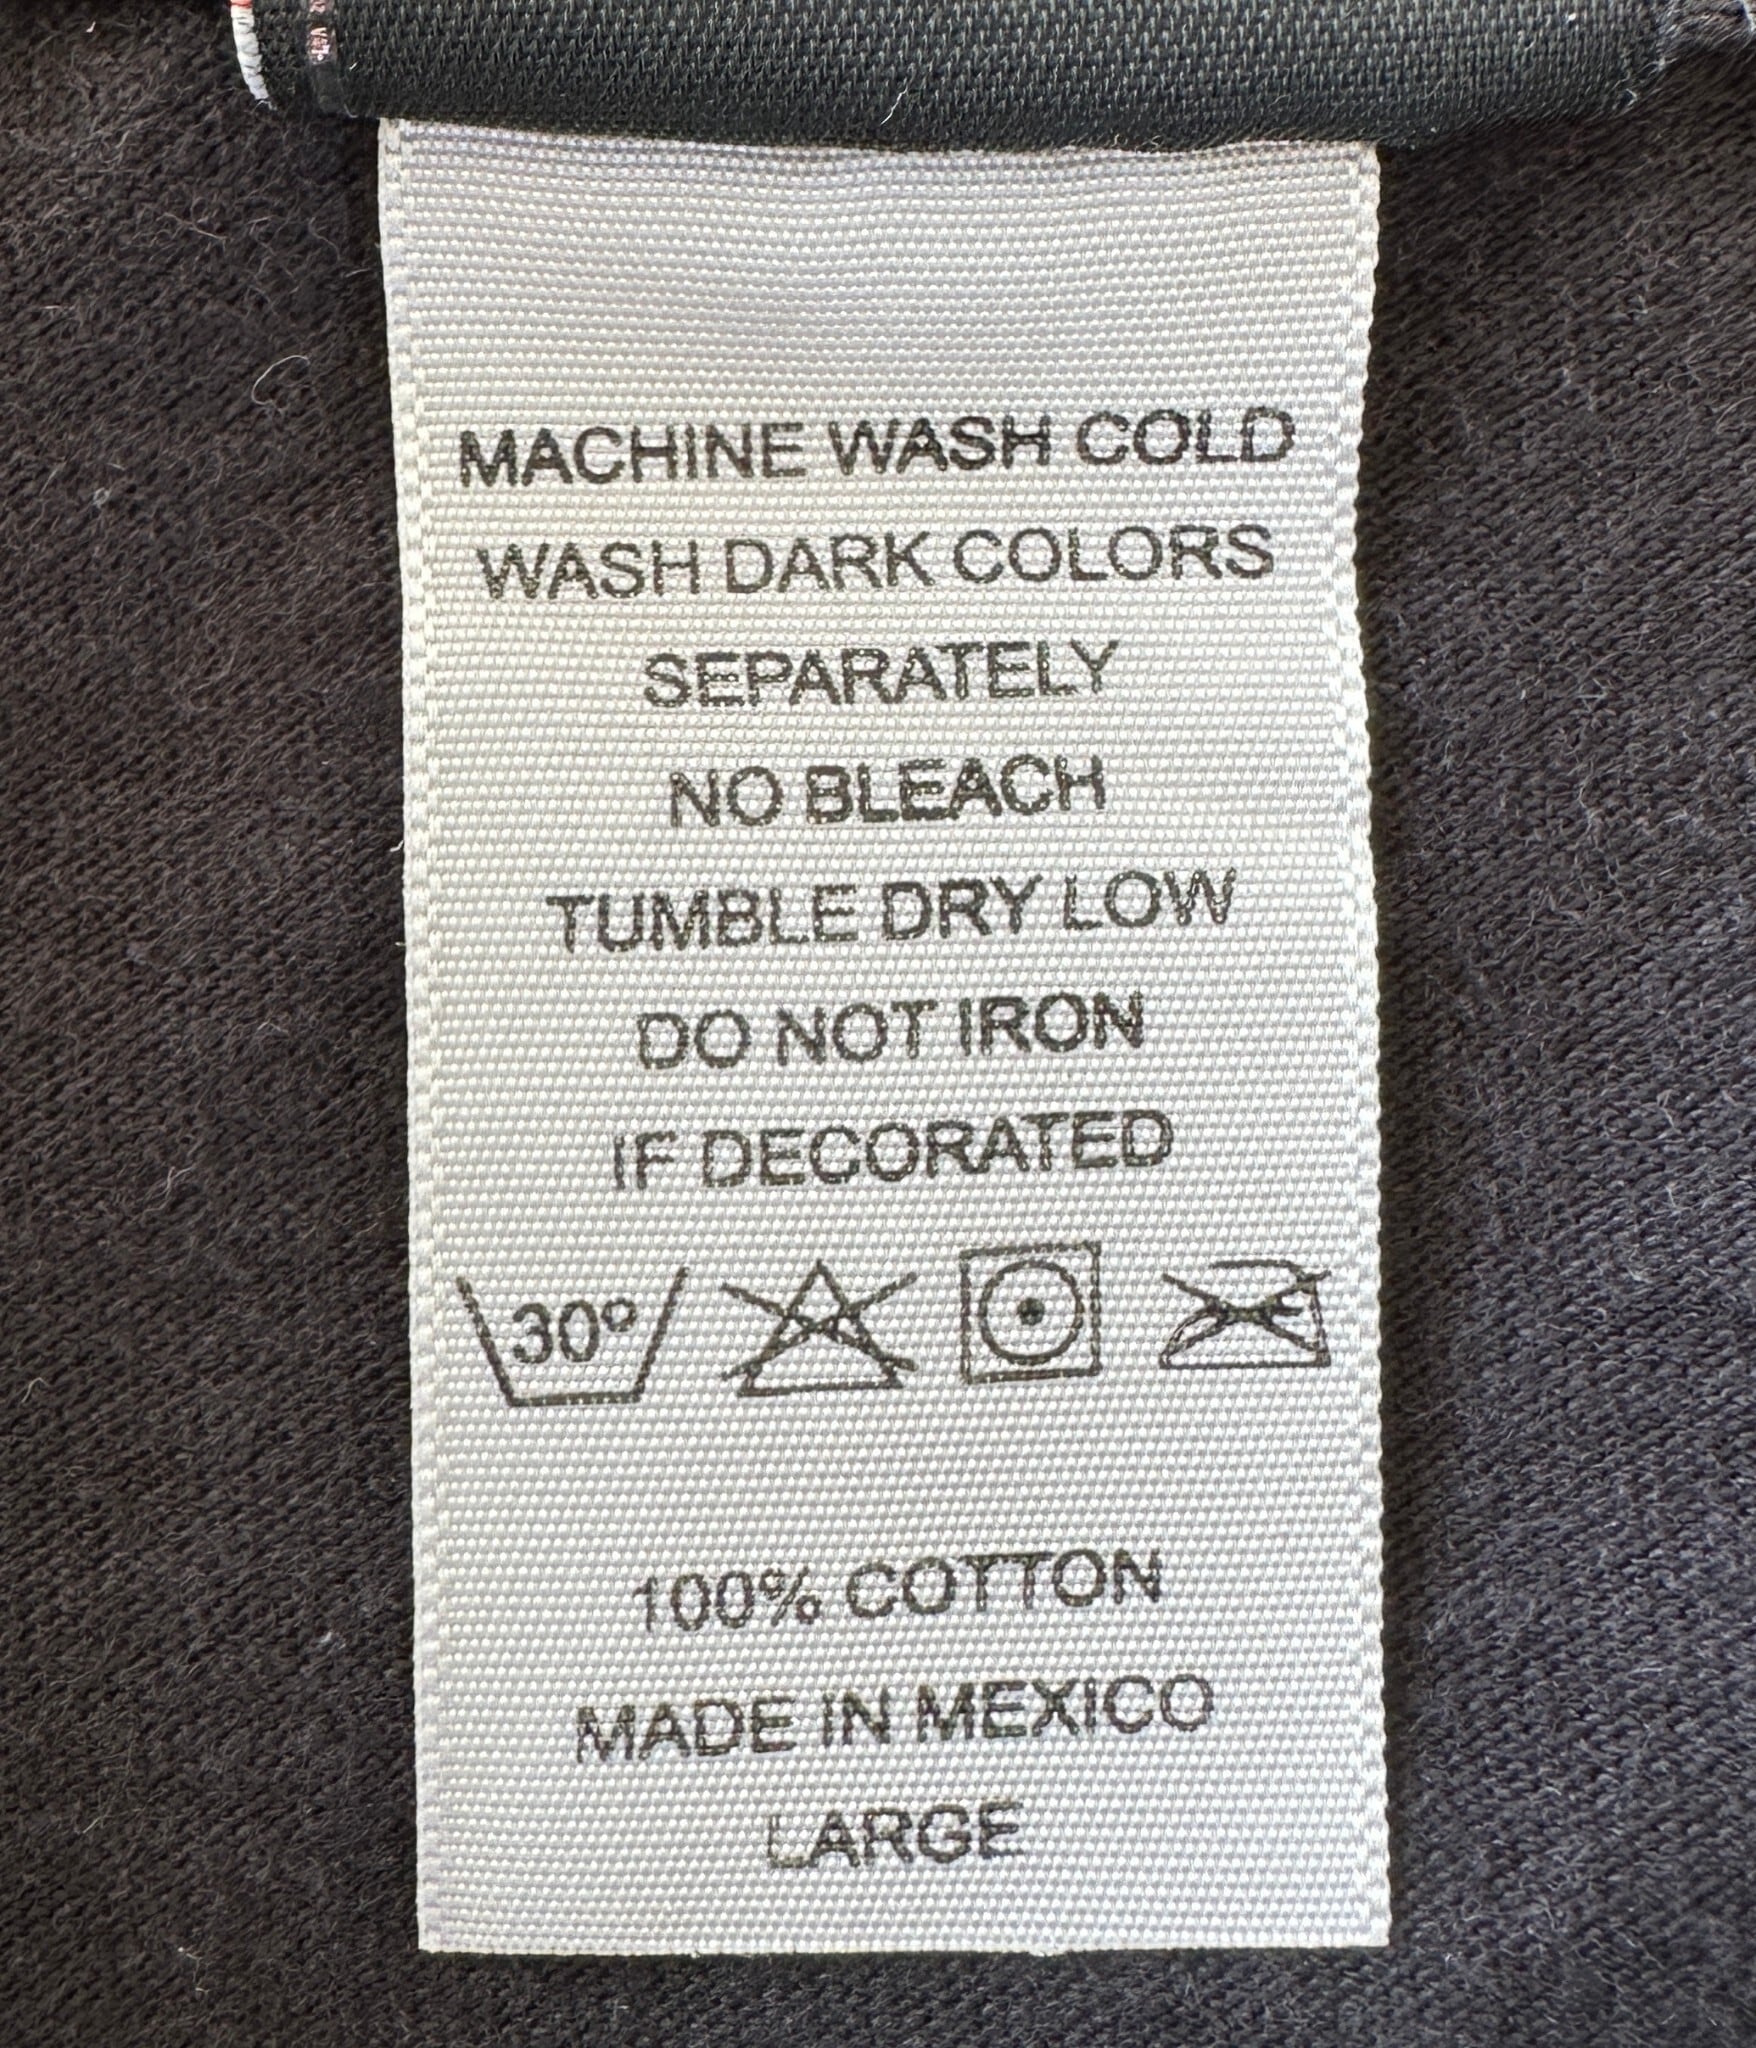 MACHINE WASH COLD
WASH DARK COLORS
SEPARATELY
NO BLEACH
TUMBLE DRY LOW
DO NOT IRON
IF DECORATED
30°
100% COTTON
MADE IN MEXICO
LARGE